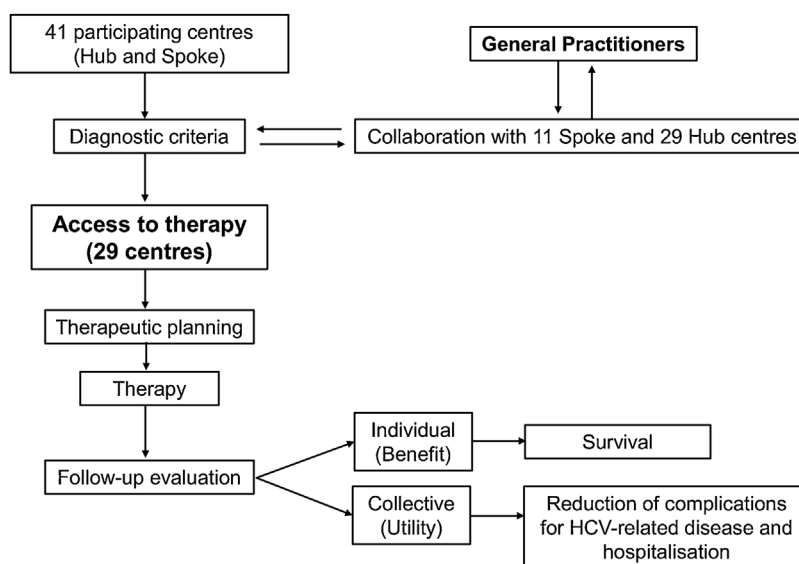 41 participating centres
(Hub and Spoke)
General Practitioners
Diagnostic criteria
Collaboration with 11 Spoke and 29 Hub centres
Access to therapy
(29 centres)
Therapeutic planning
Therapy
Follow-up evaluation
Individual
(Benefit)
Survival
Collective
(Utility)
Reduction of complications
for HCV-related disease and
hospitalisation